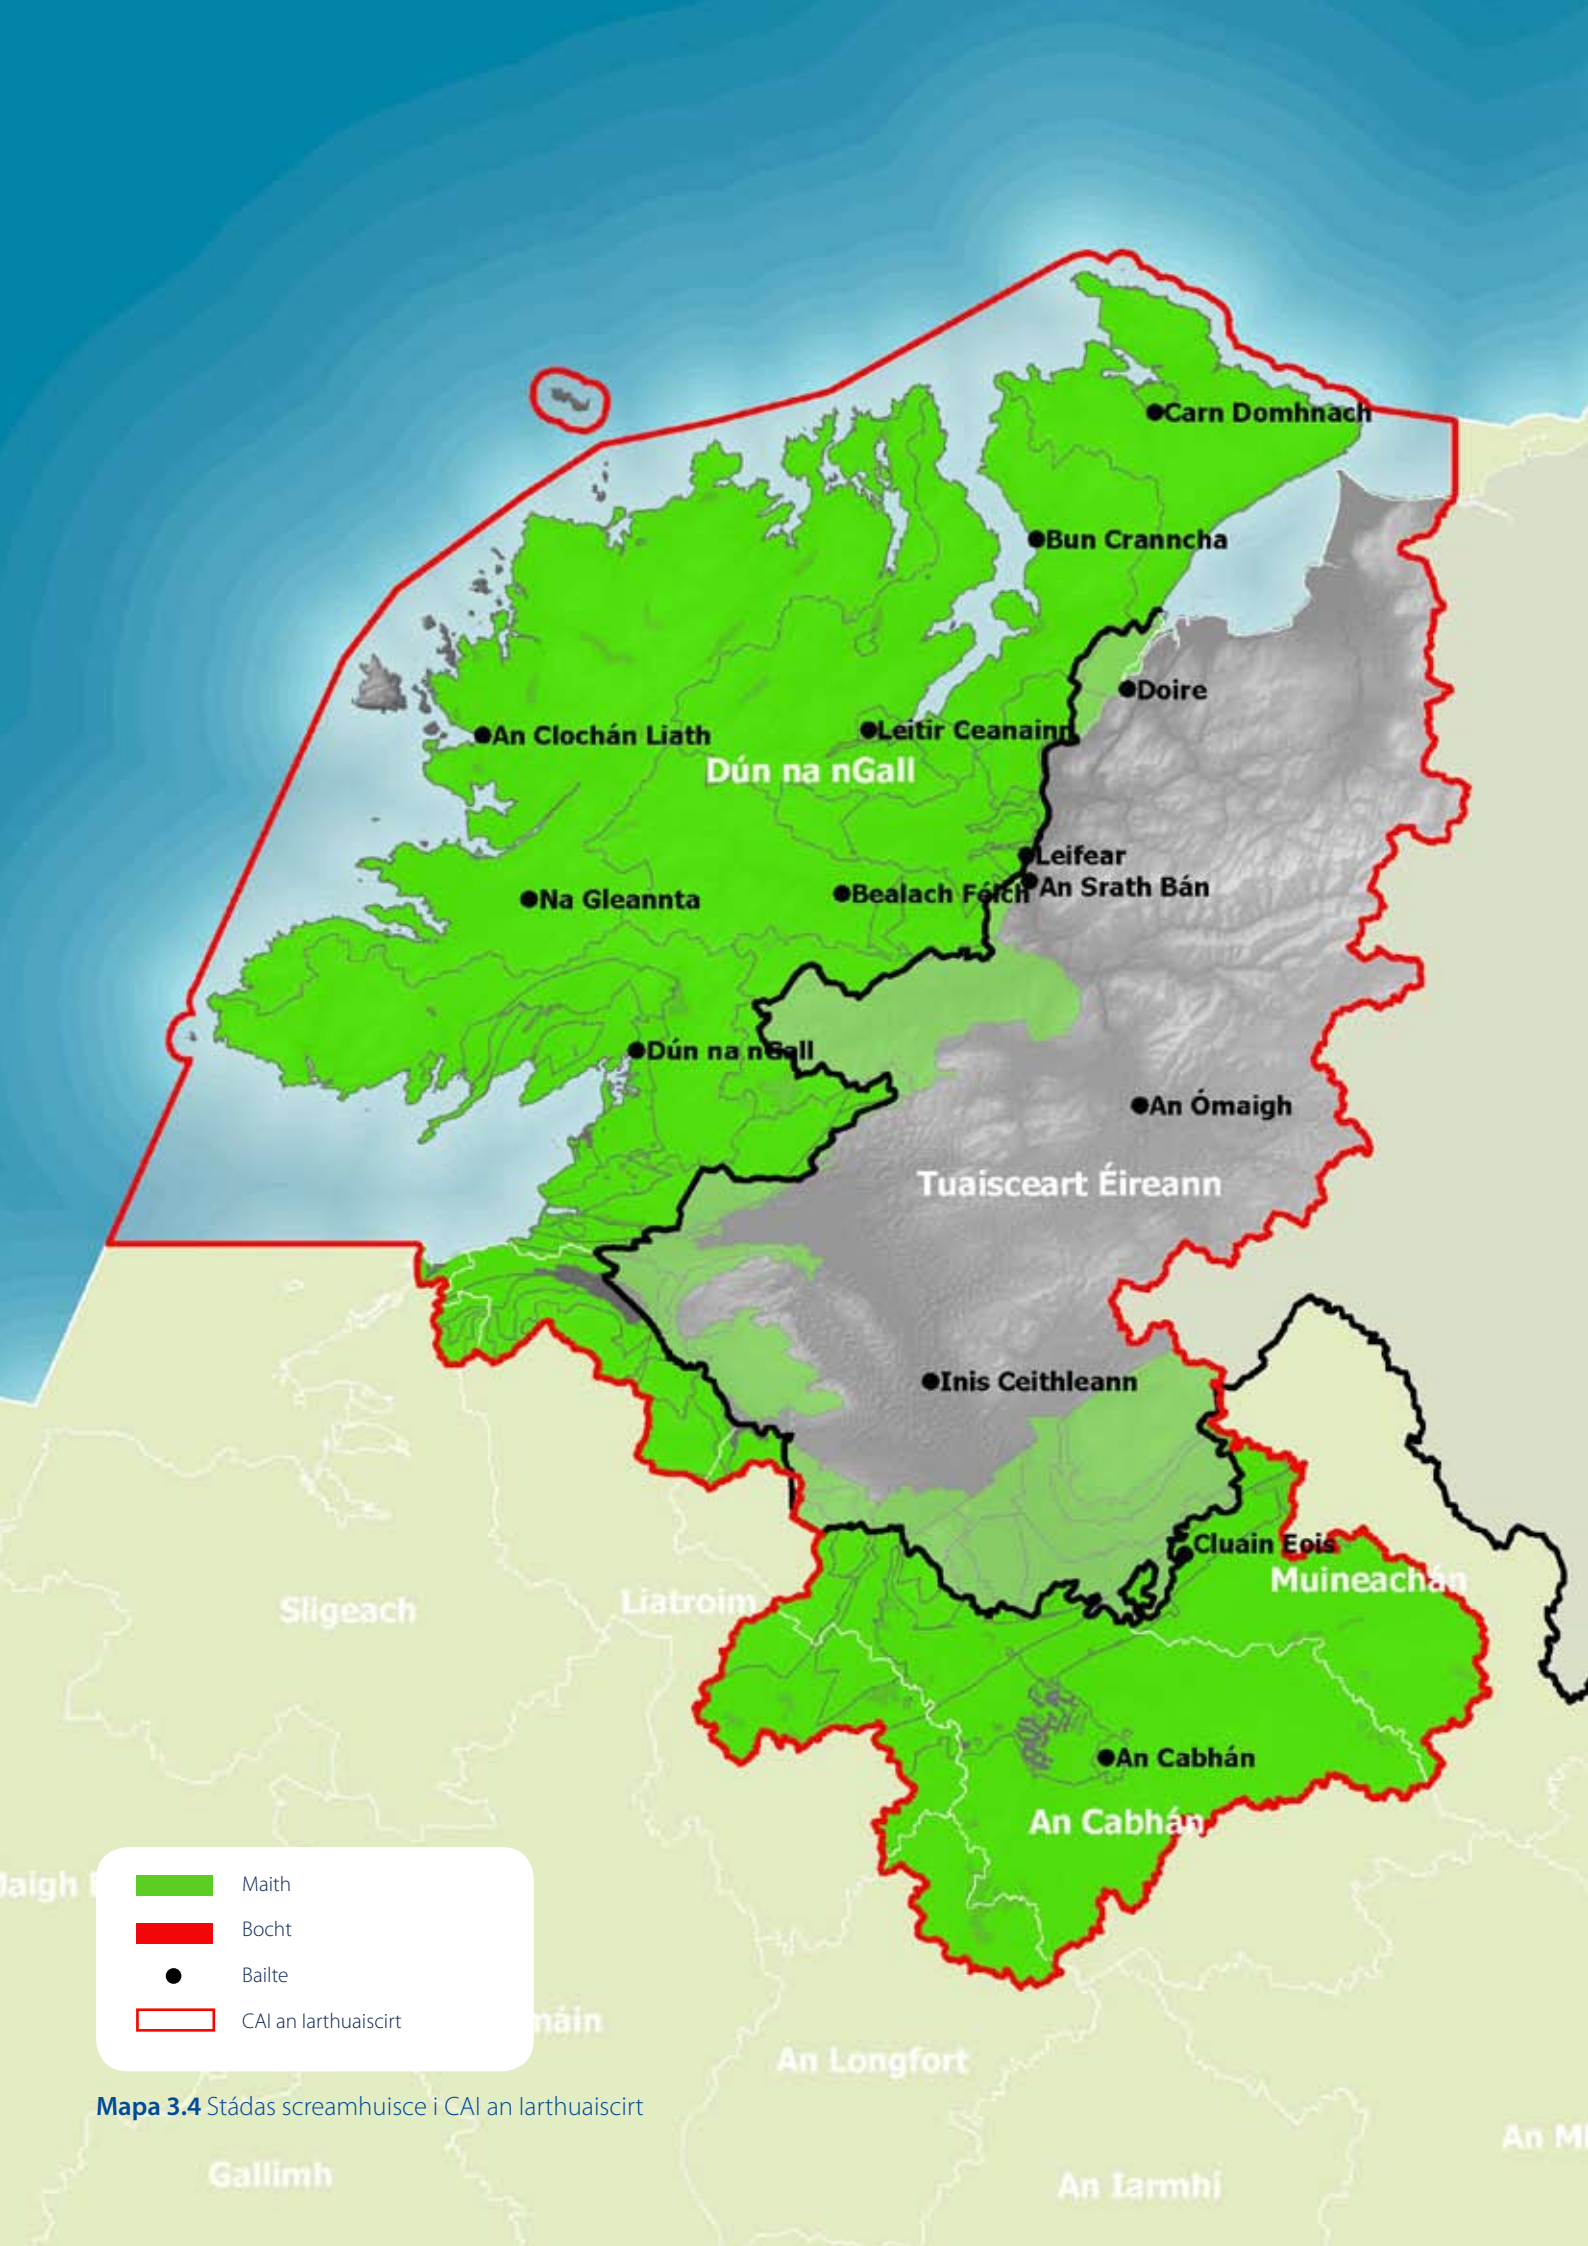 Carn Domhnach
Bun Cranncha
Doire
An Clochán Liath
Leitir Ceanainn
Dún na nGall
Leifear
An Srath Bán
Na Gleannta
Bealach Féich
Dún na nGall
An Ómaigh
Tuaisceart Éireann
Inis Ceithleann
Cluain Eois
Muineachán
Sligeach
Liatroim
An Cabhán
An Cabhán
Maith
Bocht
Bailte
CAI an Iarthuaiscirt
An Longfort
Mapa 3.4 Stádas screamhuisce i CAI an Iarthuaiscirt
Gallimh
An Iarmhí